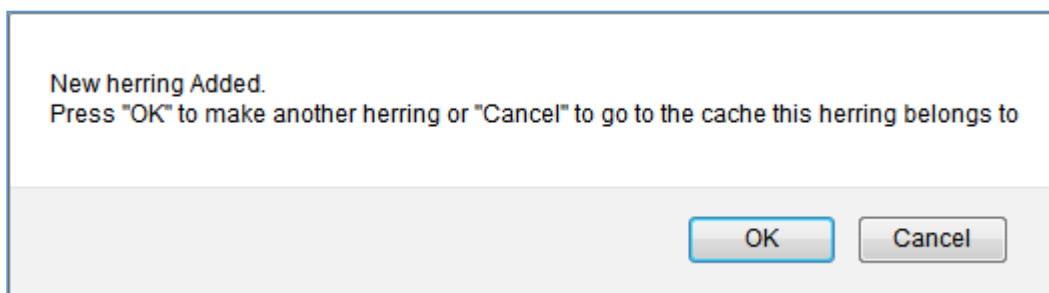 New herring Added.
Press "OK" to make another herring or "Cancel" to go to the cache this herring belongs to
OK
Cancel